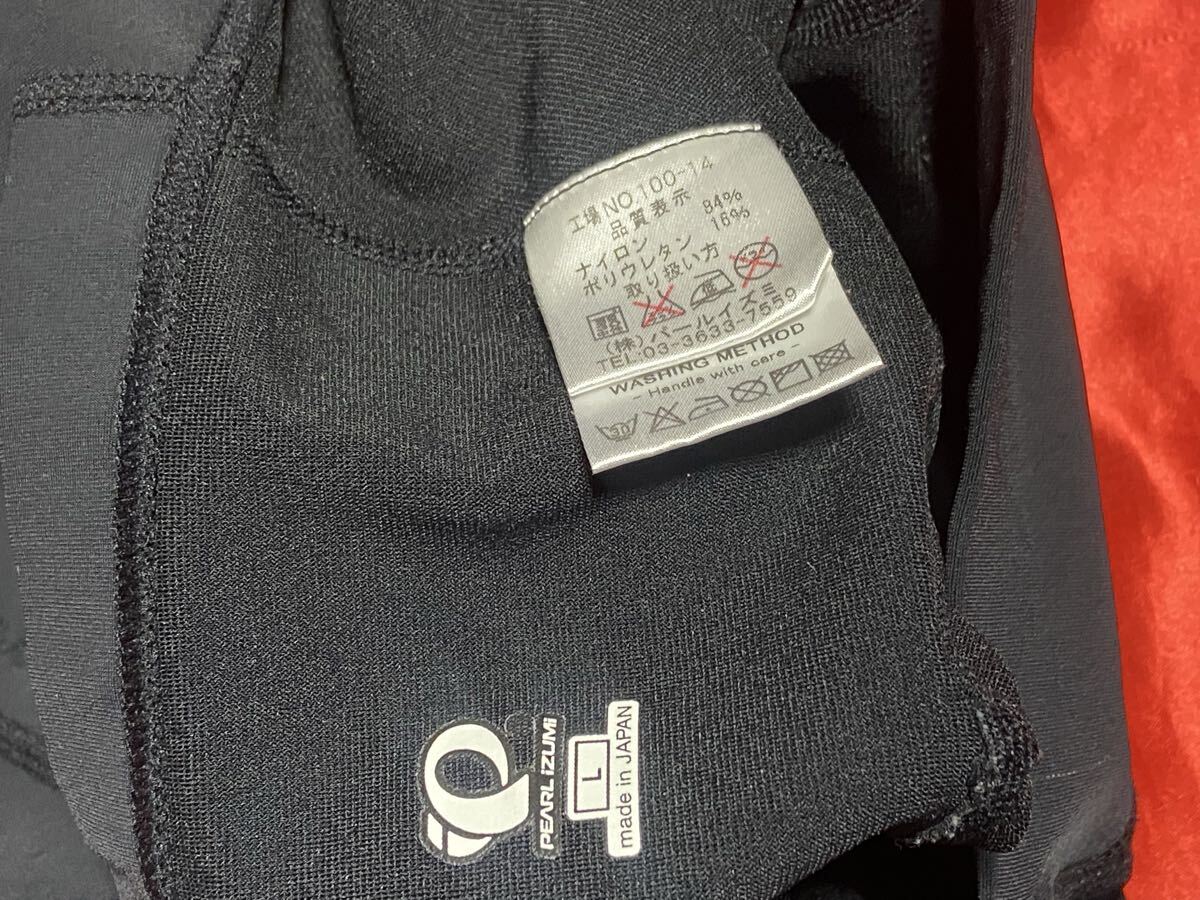 工場NO.100-14
品質表示
ナイロン 84%
ポリウレタン 16%
取り扱い方
(株)パールイズミ
TEL:03-3633-7559
WASHING METHOD
- Handle with care -
30
PEARL iZUMi
L
made in JAPAN